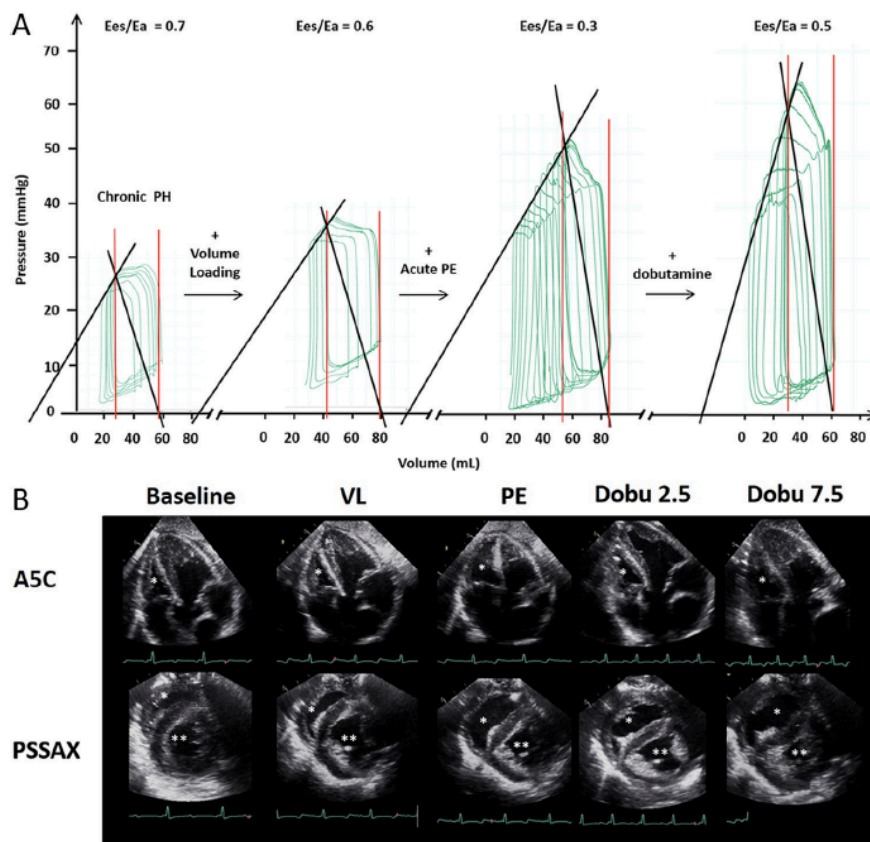 A
Ees/Ea = 0.7
Ees/Ea = 0.6
Ees/Ea = 0.3
Ees/Ea = 0.5
Pressure (mmHg)
70
60
50
40
30
20
10
0
Chronic PH
+
Volume
Loading
+
Acute PE
+
dobutamine
0 20 40 60
0 20 40 60 80
0 20 40 60 80
0 20 40 60 80
Volume (mL)
B
Baseline VL PE Dobu 2.5 Dobu 7.5
A5C
* * * * *
PSSAX
* * * * *
** ** ** ** **